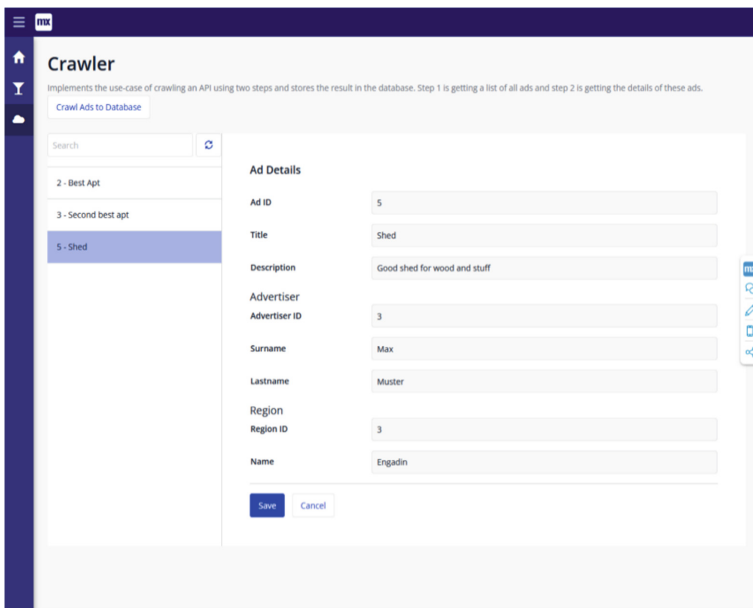 mx
Crawler
Implements the use-case of crawling an API using two steps and stores the result in the database. Step 1 is getting a list of all ads and step 2 is getting the details of these ads.
Crawl Ads to Database
Search
2 - Best Apt
3 - Second best apt
5 - Shed
Ad Details
Ad ID
5
Title
Shed
Description
Good shed for wood and stuff
Advertiser
Advertiser ID
3
Surname
Max
Lastname
Muster
Region
Region ID
3
Name
Engadin
Save
Cancel